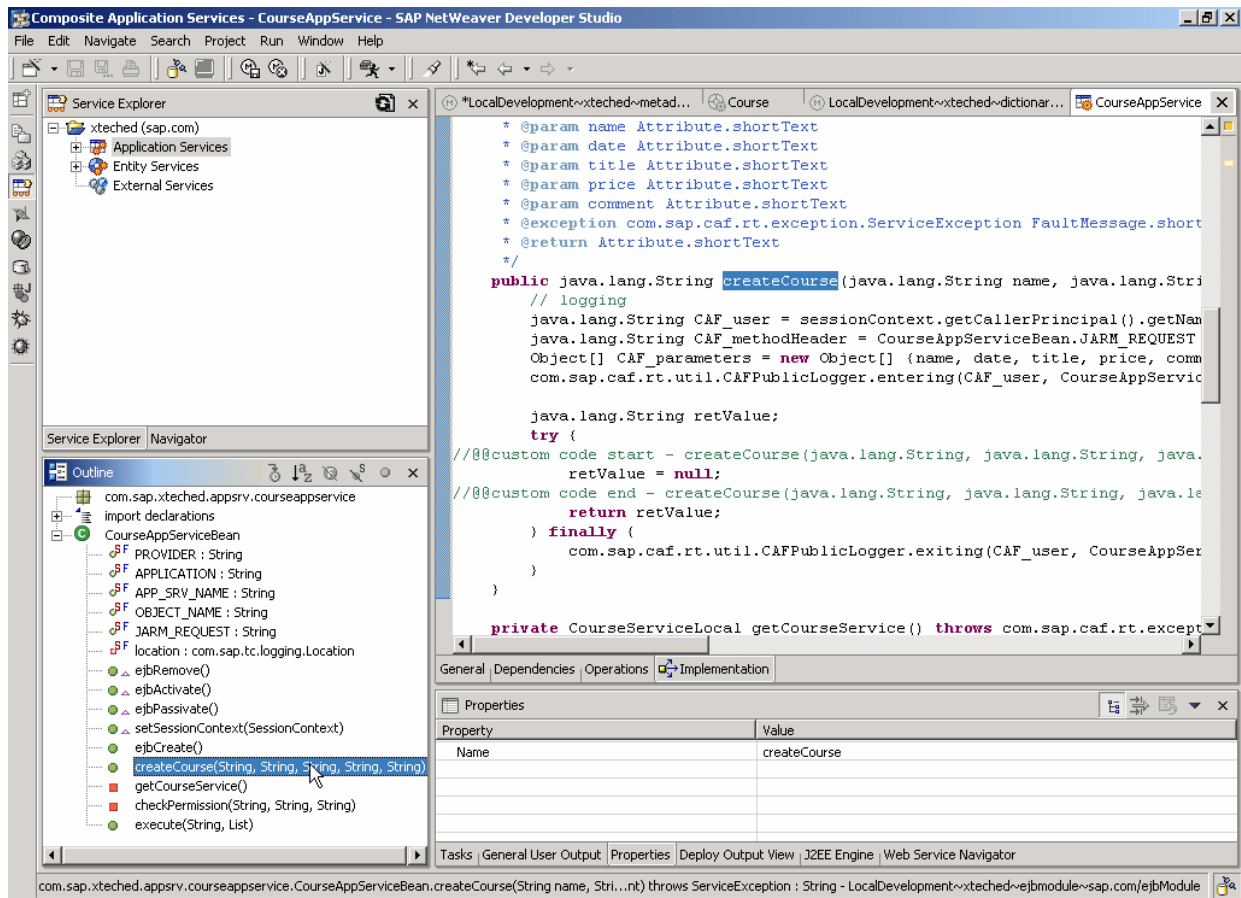 Composite Application Services - CourseAppService - SAP NetWeaver Developer Studio
File Edit Navigate Search Project Run Window Help
Service Explorer
xteched (sap.com)
Application Services
Entity Services
External Services
Service Explorer Navigator
Outline
com.sap.xteched.appsrv.courseappservice
import declarations
CourseAppServiceBean
PROVIDER : String
APPLICATION : String
APP_SRV_NAME : String
OBJECT_NAME : String
JARM_REQUEST : String
location : com.sap.tc.logging.Location
ejbRemove()
ejbActivate()
ejbPassivate()
setSessionContext(SessionContext)
ejbCreate()
createCourse(String, String, String, String, String)
getCourseService()
checkPermission(String, String, String)
execute(String, List)
*LocalDevelopment~xteched~metad... Course LocalDevelopment~xteched~dictionar... CourseAppService
* @param name Attribute.shortText
* @param date Attribute.shortText
* @param title Attribute.shortText
* @param price Attribute.shortText
* @param comment Attribute.shortText
* @exception com.sap.caf.rt.exception.ServiceException FaultMessage.short
* @return Attribute.shortText
*/
public java.lang.String createCourse(java.lang.String name, java.lang.Stri
// logging
java.lang.String CAF_user = sessionContext.getCallerPrincipal().getNam
java.lang.String CAF_methodHeader = CourseAppServiceBean.JARM_REQUEST
Object[] CAF_parameters = new Object[] {name, date, title, price, comm
com.sap.caf.rt.util.CAFPublicLogger.entering(CAF_user, CourseAppServic
java.lang.String retValue;
try {
//@@custom code start - createCourse(java.lang.String, java.lang.String, java.
retValue = null;
//@@custom code end - createCourse(java.lang.String, java.lang.String, java.la
return retValue;
} finally {
com.sap.caf.rt.util.CAFPublicLogger.exiting(CAF_user, CourseAppSer
}
}
private CourseServiceLocal getCourseService() throws com.sap.caf.rt.except
General Dependencies Operations Implementation
Properties
Property Value
Name createCourse
Tasks General User Output Properties Deploy Output View J2EE Engine Web Service Navigator
com.sap.xteched.appsrv.courseappservice.CourseAppServiceBean.createCourse(String name, Stri...nt) throws ServiceException : String - LocalDevelopment~xteched~ejbmodule~sap.com/ejbModule